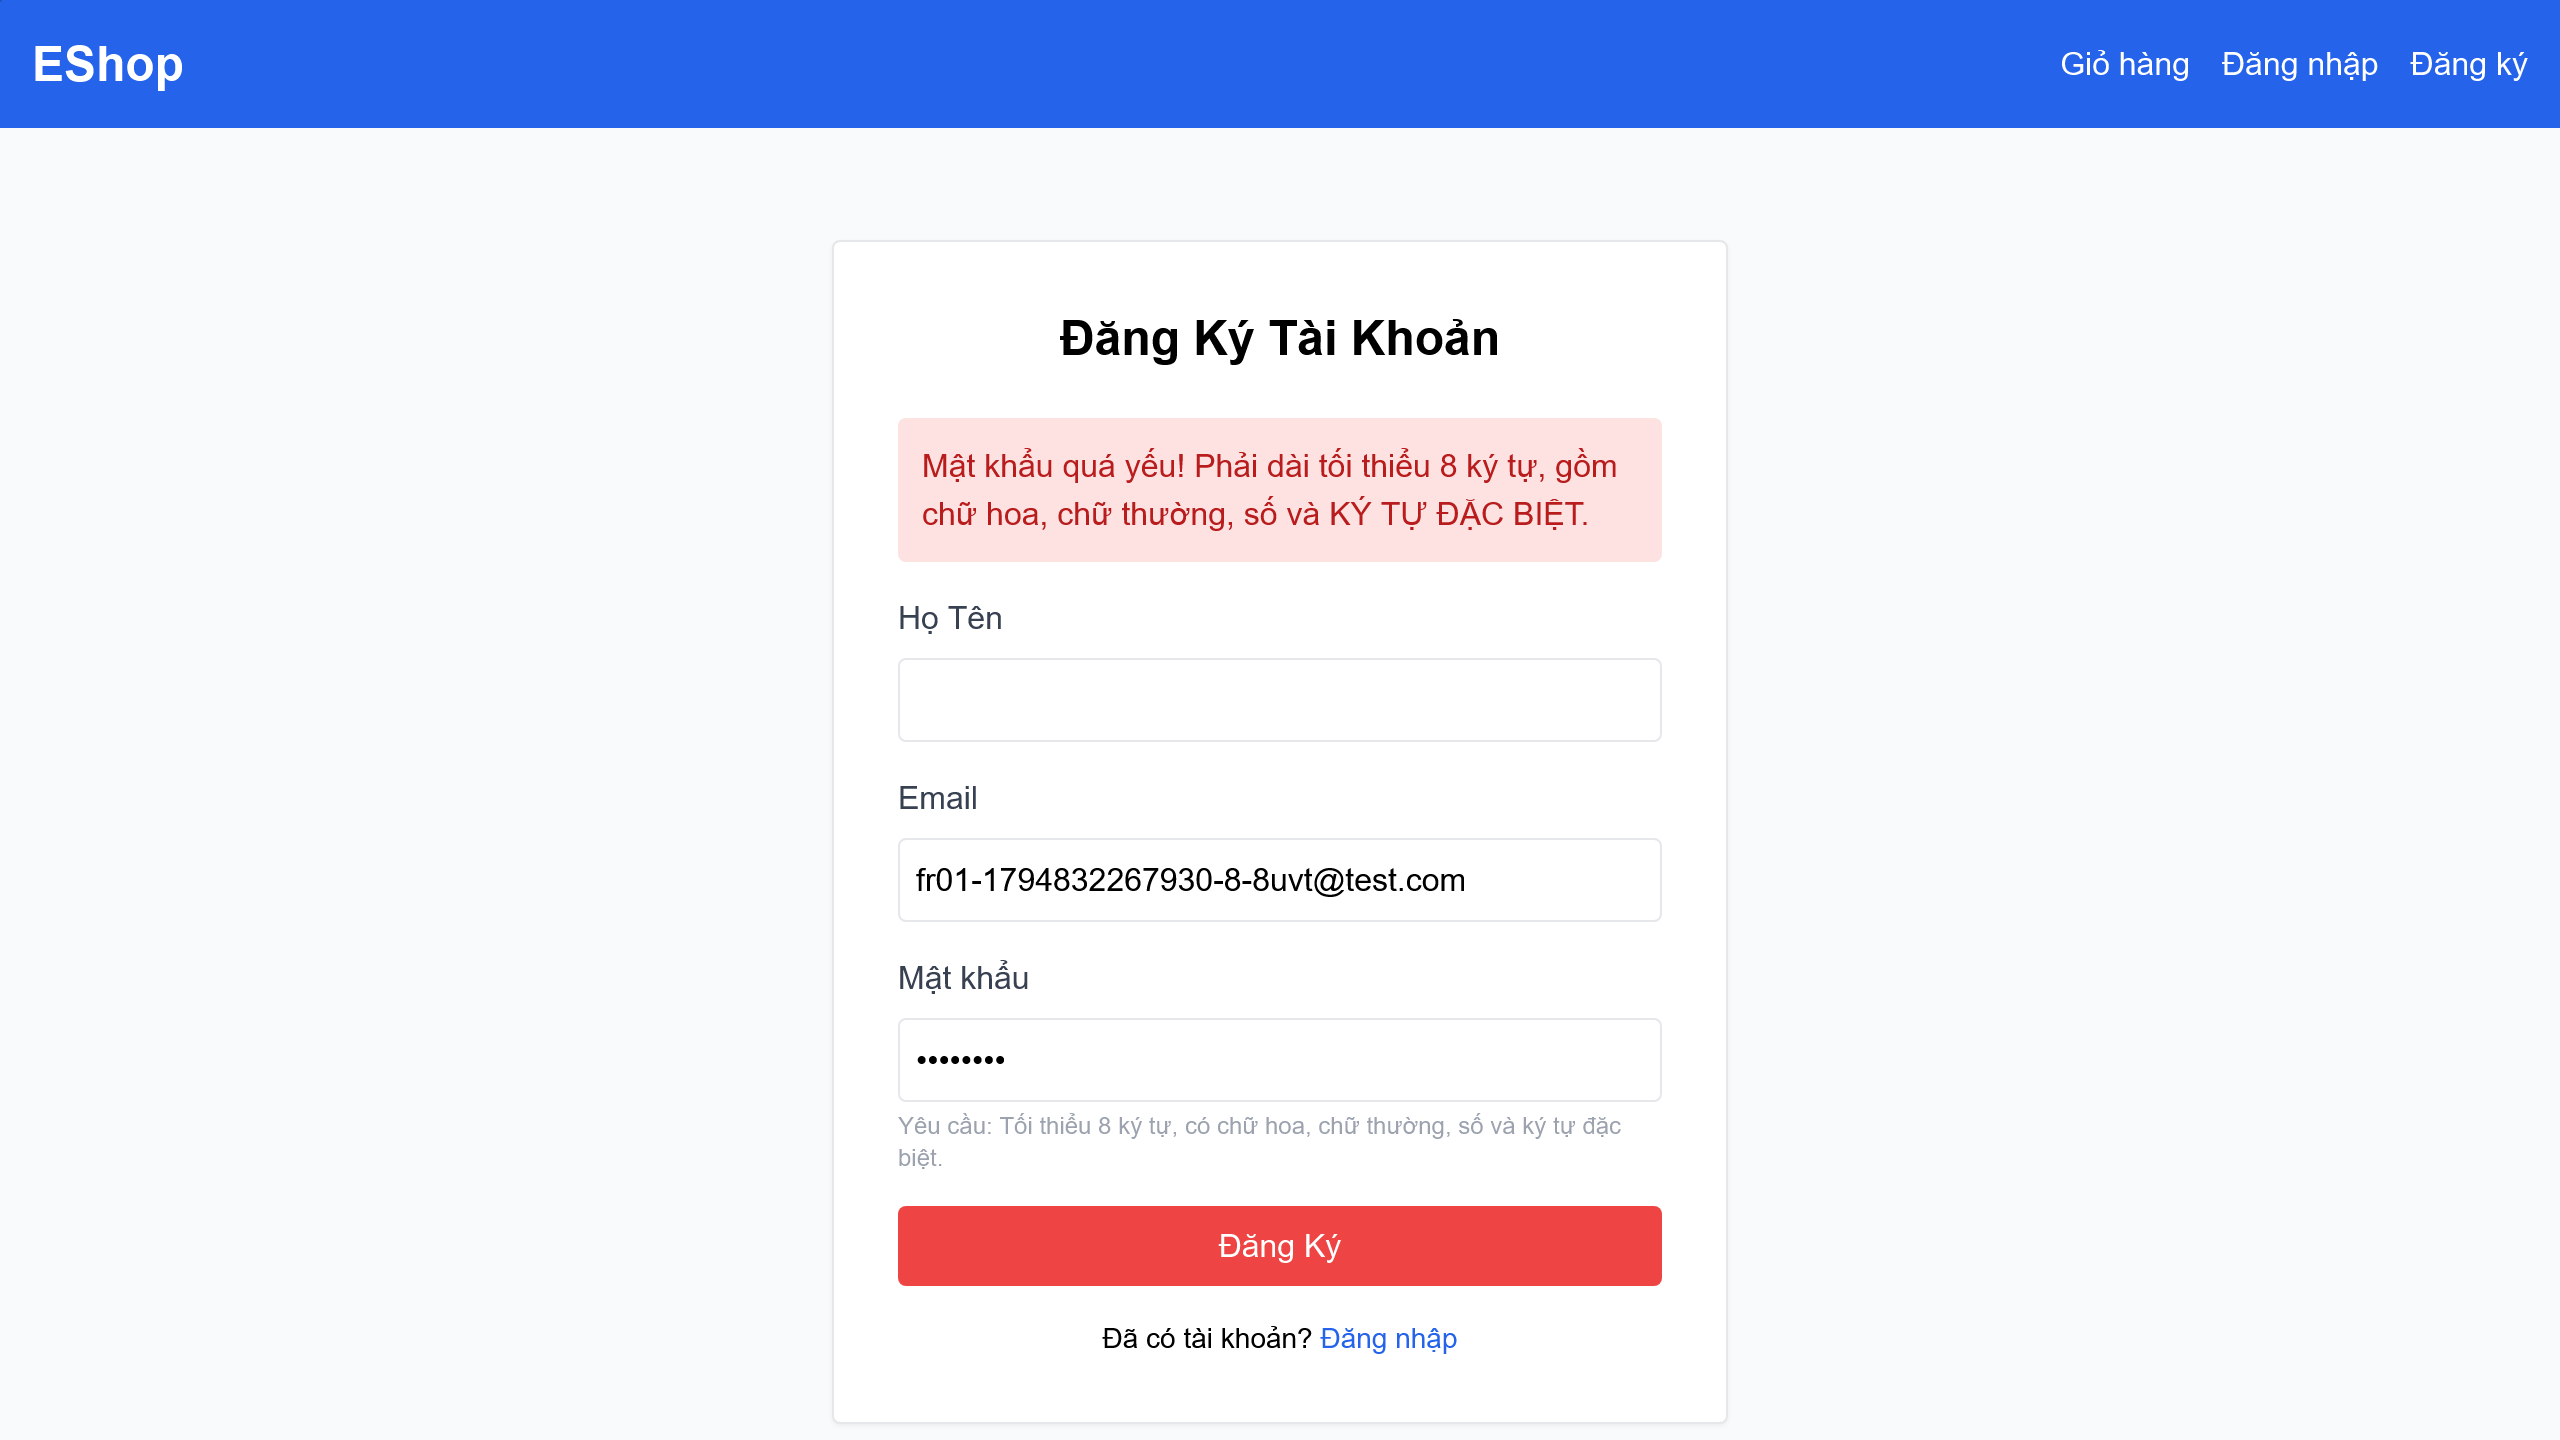 EShop
Giỏ hàng Đăng nhập Đăng ký
Đăng Ký Tài Khoản
Mật khẩu quá yếu! Phải dài tối thiểu 8 ký tự, gồm
chữ hoa, chữ thường, số và KÝ TỰ ĐẶC BIỆT.
Họ Tên
Email
fr01-1794832267930-8-8uvt@test.com
Mật khẩu
••••••••
Yêu cầu: Tối thiểu 8 ký tự, có chữ hoa, chữ thường, số và ký tự đặc
biệt.
Đăng Ký
Đã có tài khoản? Đăng nhập